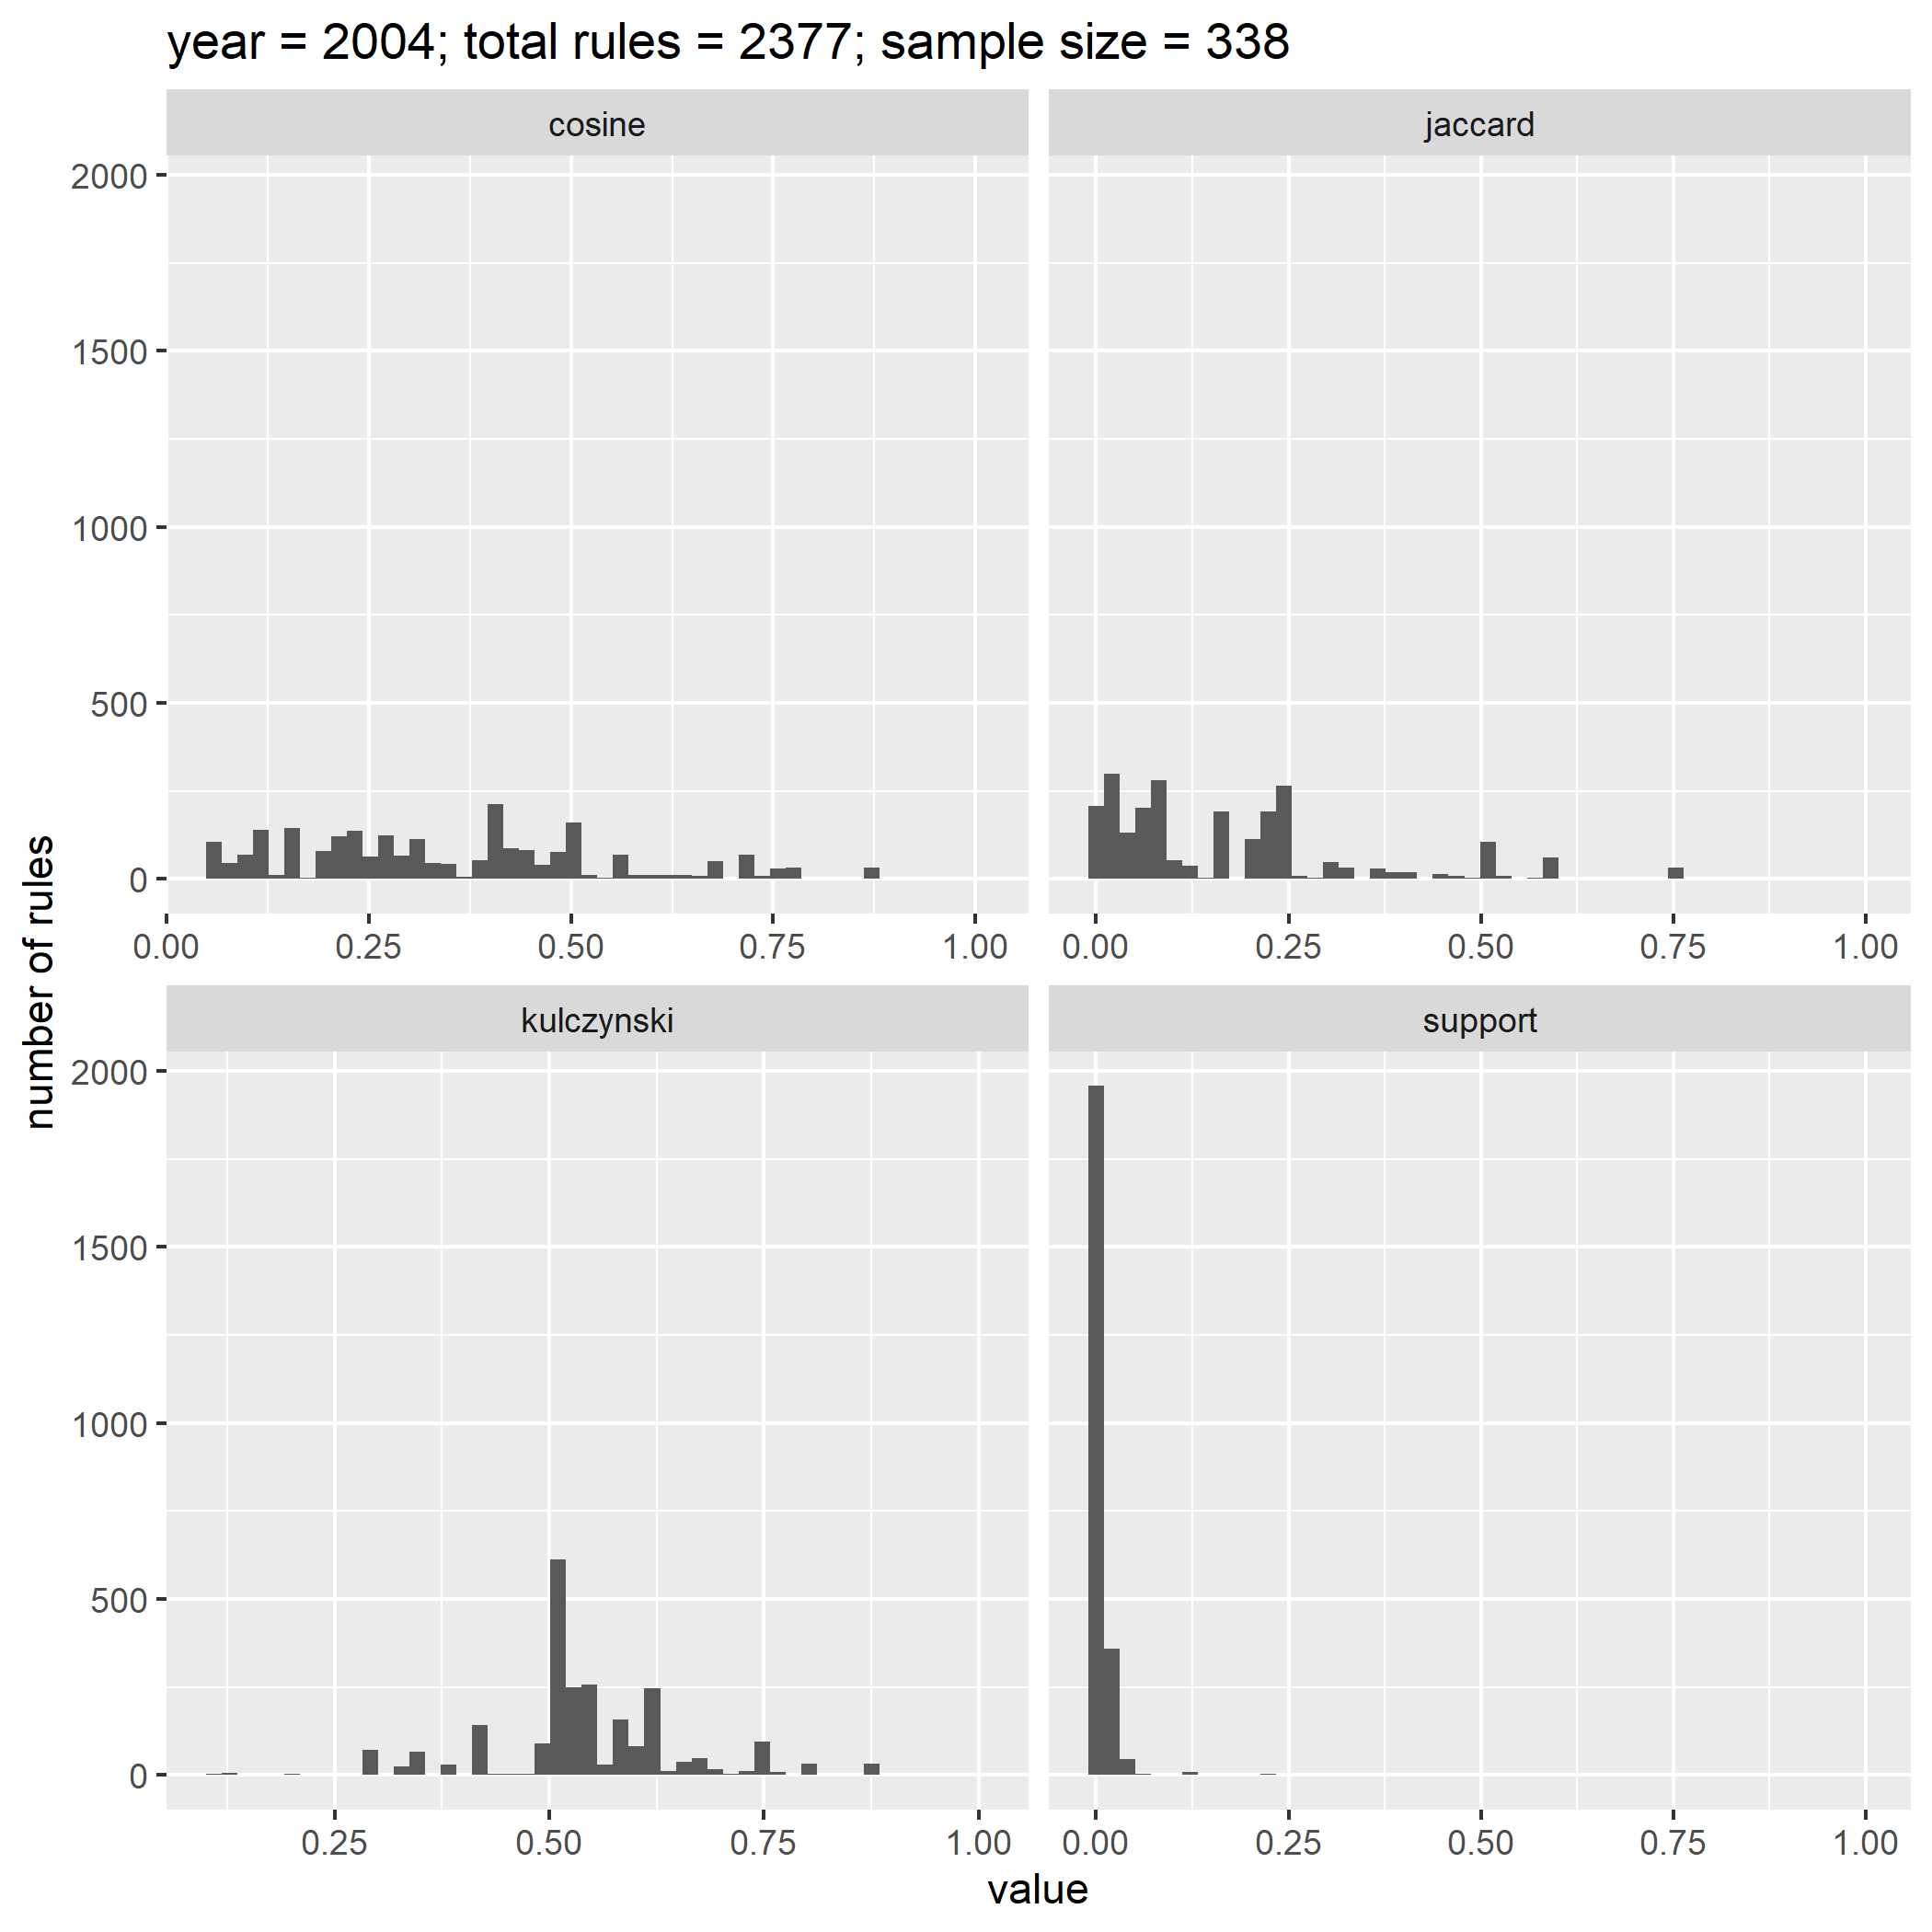 year = 2004; total rules = 2377; sample size = 338
cosine
jaccard
2000
1500
1000
500
0
0.00 0.25 0.50 0.75 1.00
0.00 0.25 0.50 0.75 1.00
number of rules
kulczynski
support
2000
1500
1000
500
0
0.25 0.50 0.75 1.00
0.00 0.25 0.50 0.75 1.00
value